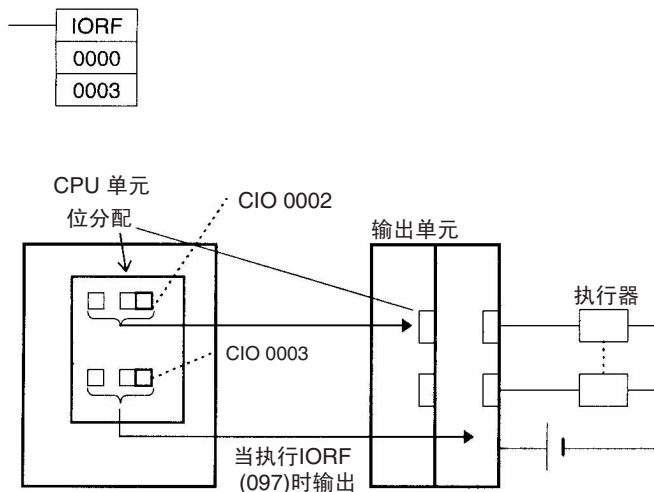 IORF
0000
0003
CPU 单元
位分配
CIO 0002
输出单元
执行器
CIO 0003
当执行IORF
(097)时输出